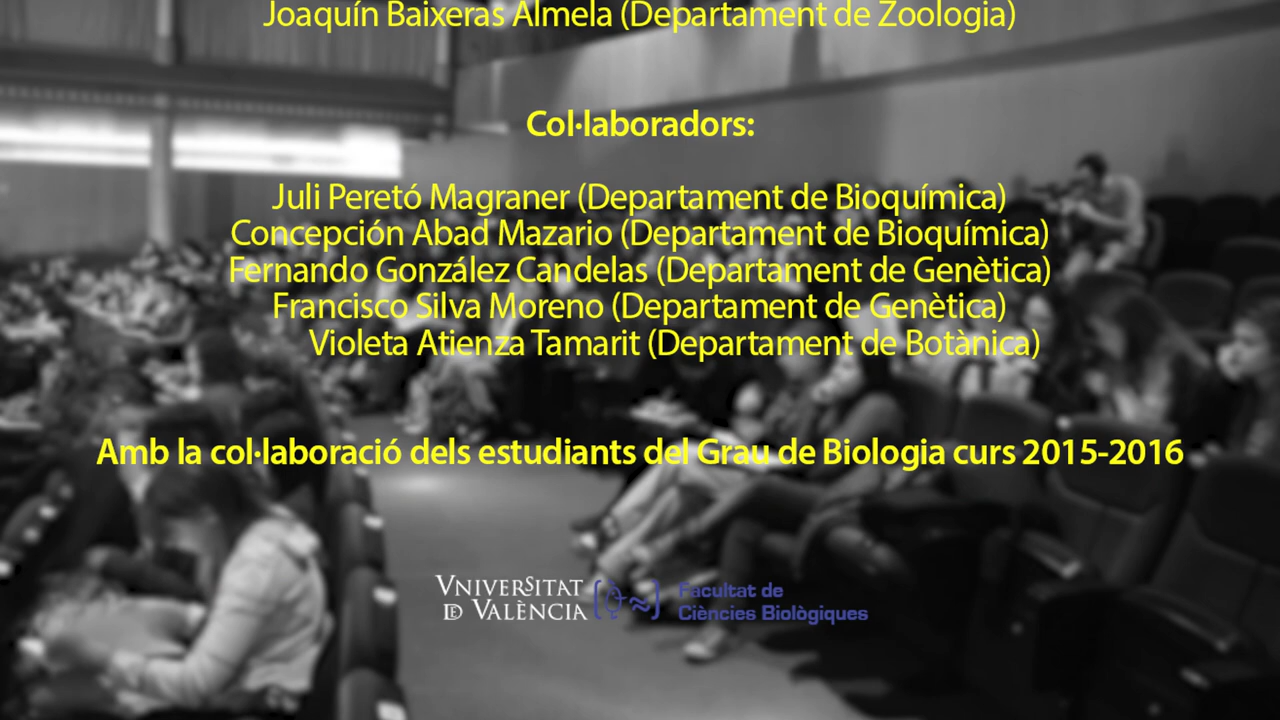 Joaquín Baixeras Almela (Departament de Zoologia)
Col·laboradors:
Juli Peretó Magraner (Departament de Bioquímica)
Concepción Abad Mazario (Departament de Bioquímica)
Fernando González Candelas (Departament de Genètica)
Francisco Silva Moreno (Departament de Genètica)
Violeta Atienza Tamarit (Departament de Botànica)
Amb la col·laboració dels estudiants del Grau de Biologia curs 2015-2016
VNIVERSITAT
DE VALÈNCIA
Facultat de
Ciències Biològiques